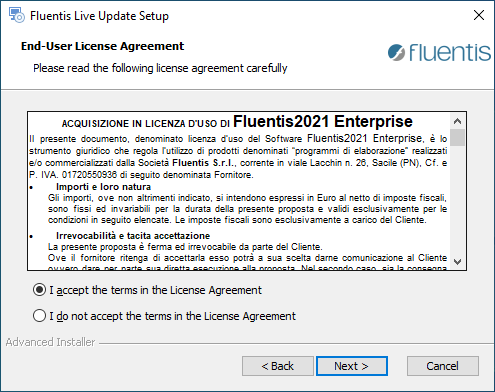 Fluentis Live Update Setup
End-User License Agreement
Please read the following license agreement carefully
fluentis
ACQUISIZIONE IN LICENZA D'USO DI Fluentis2021 Enterprise
Il presente documento, denominato licenza d'uso del Software Fluentis2021 Enterprise, è lo
strumento giuridico che regola l'utilizzo di prodotti denominati "programmi di elaborazione" realizzati
e/o commercializzati dalla Società Fluentis S.r.l., corrente in viale Lacchin n. 26, Sacile (PN), Cf. e
P. IVA. 01720550936 di seguito denominata Fornitore.
• Importi e loro natura
Gli importi, ove non altrimenti indicato, si intendono espressi in Euro al netto di imposte fiscali,
sono fissi ed invariabili per la durata della presente proposta e validi esclusivamente per le
condizioni in seguito elencate. Le imposte fiscali sono esclusivamente a carico del Cliente.
• Irrevocabilità e tacita accettazione
La presente proposta è ferma ed irrevocabile da parte del Cliente.
Ove il fornitore ritenga di accettarla esso potrà a sua scelta darne comunicazione al Cliente
ovvero dare per parte sua diretta esecuzione alla proposta. Nel secondo caso, sia la consegna
I accept the terms in the License Agreement
I do not accept the terms in the License Agreement
Advanced Installer
< Back
Next >
Cancel